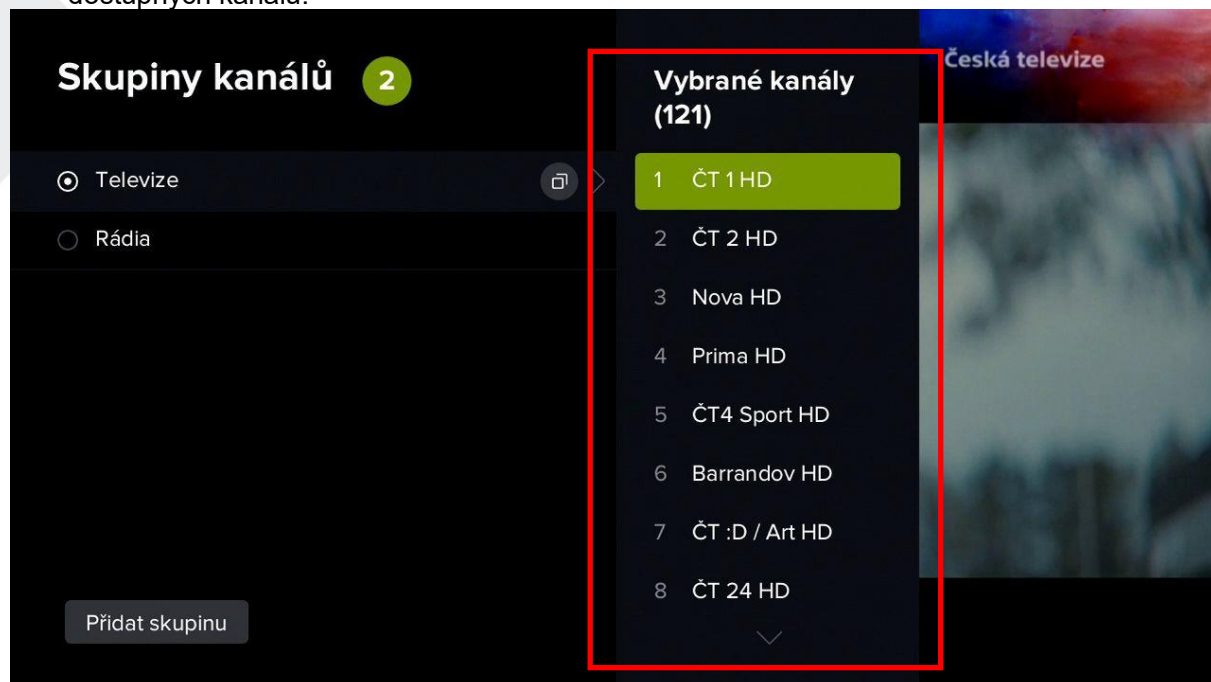 dostupných kanálů.
Skupiny kanálů 2
Televize
Rádia
Přidat skupinu
Vybrané kanály
(121)
1 ČT 1 HD
2 ČT 2 HD
3 Nova HD
4 Prima HD
5 ČT4 Sport HD
6 Barrandov HD
7 ČT :D / Art HD
8 ČT 24 HD
Česká televize